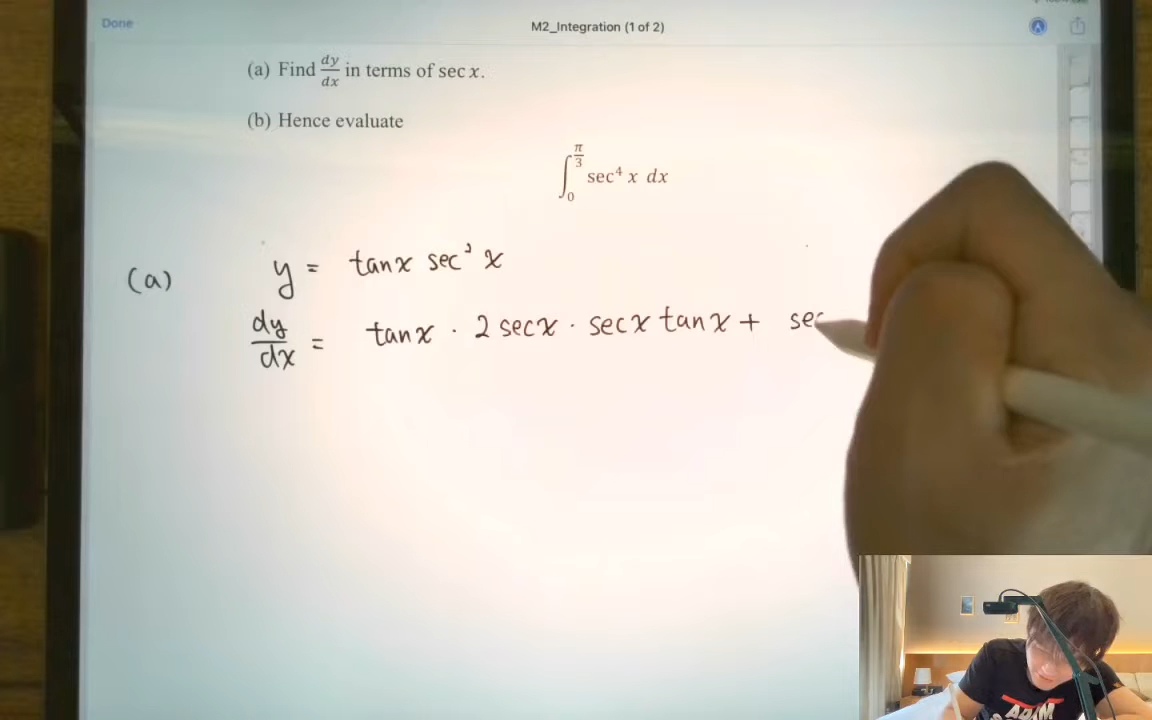 Done
M2_Integration (1 of 2)
(a) Find dy/dx in terms of sec x.
(b) Hence evaluate
∫₀^(π/3) sec⁴ x dx
(a) y = tanx sec² x
dy/dx = tanx · 2 secx · secx tanx + sec